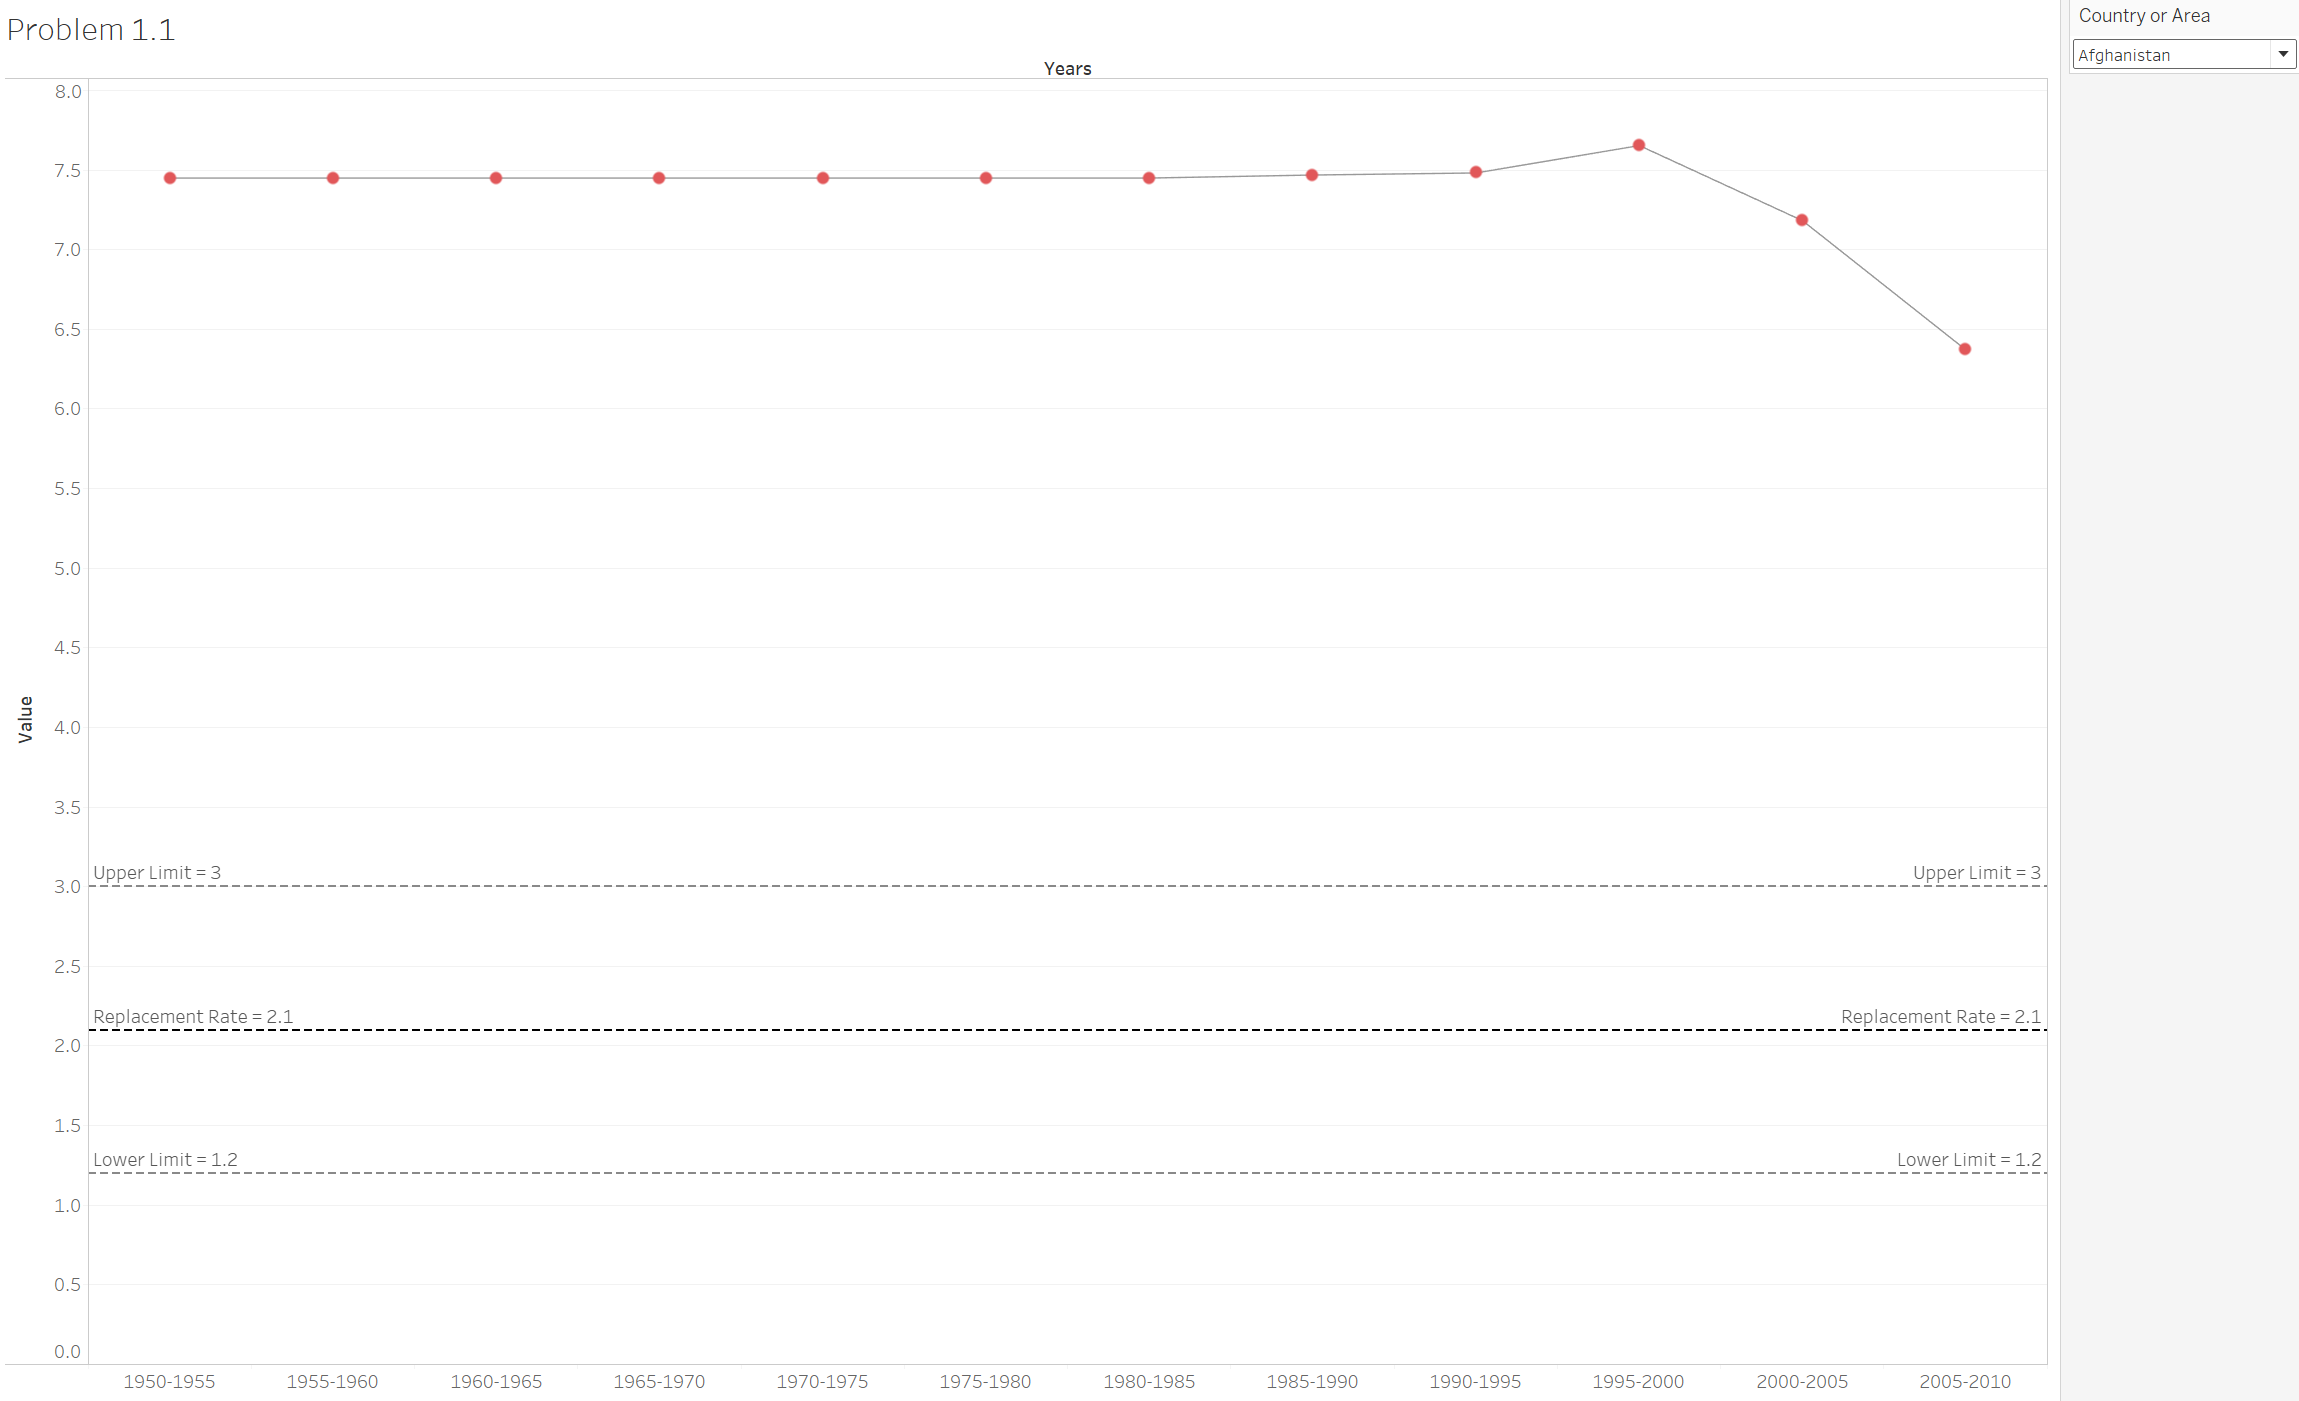 Problem 1.1
Country or Area
Afghanistan
Years
8.0
7.5
7.0
6.5
6.0
5.5
5.0
4.5
Value
4.0
3.5
Upper Limit = 3 Upper Limit = 3
3.0
2.5
Replacement Rate = 2.1 Replacement Rate = 2.1
2.0
1.5
Lower Limit = 1.2 Lower Limit = 1.2
1.0
0.5
0.0
1950-1955 1955-1960 1960-1965 1965-1970 1970-1975 1975-1980 1980-1985 1985-1990 1990-1995 1995-2000 2000-2005 2005-2010